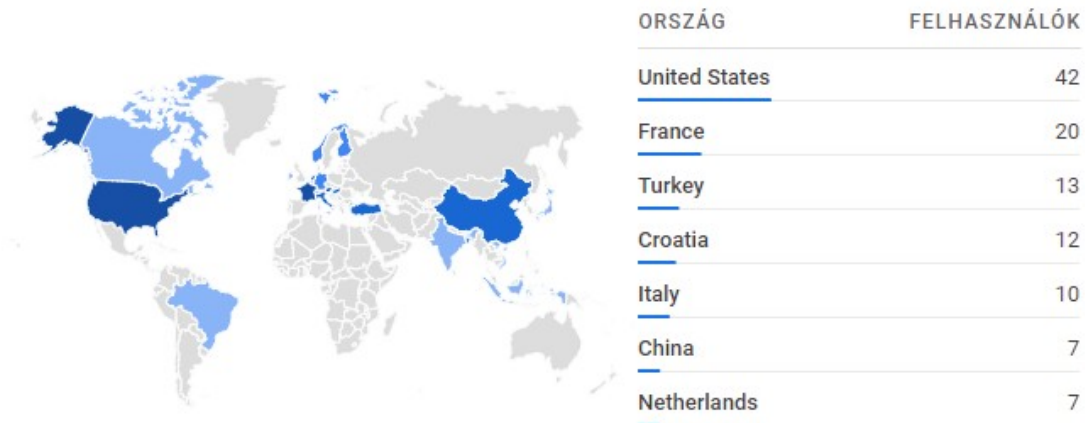 ORSZÁG FELHASZNÁLÓK
United States 42
France 20
Turkey 13
Croatia 12
Italy 10
China 7
Netherlands 7